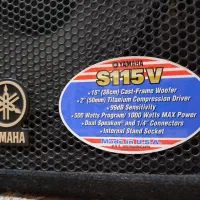 YAMAHA
S115V
• 15" (38cm) Cast-Frame Woofer
• 2" (50mm) Titanium Compression Driver
• 99dB Sensitivity
• 500 Watts Program/ 1000 Watts MAX Power
• Dual Speakon® and 1/4" Connectors
• Internal Stand Socket
Made in U.S.A.
YAMAHA